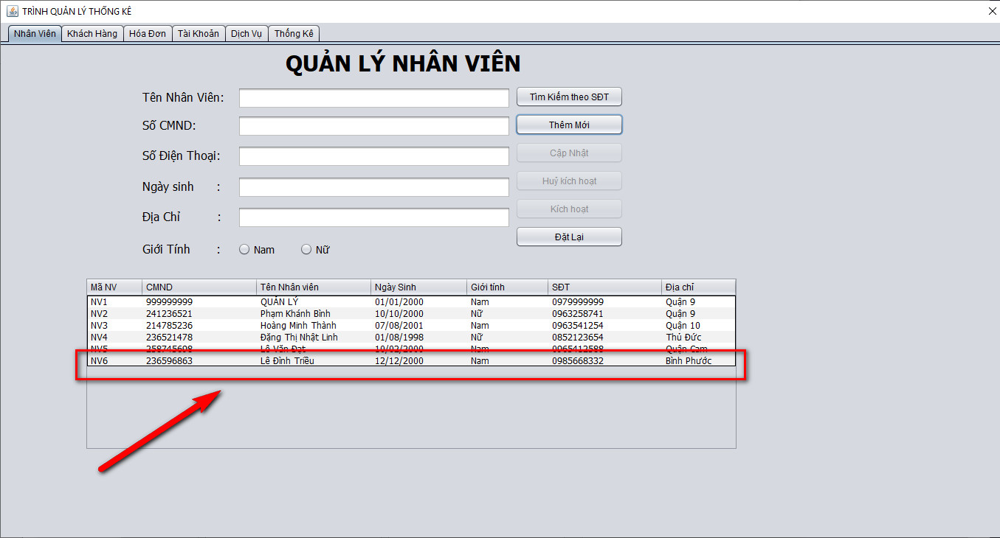 TRÌNH QUẢN LÝ THỐNG KÊ
Nhân Viên Khách Hàng Hóa Đơn Tài Khoản Dịch Vụ Thống Kê
QUẢN LÝ NHÂN VIÊN
Tên Nhân Viên: Tìm Kiếm theo SĐT
Số CMND: Thêm Mới
Số Điện Thoại: Cập Nhật
Huỷ kích hoạt
Ngày sinh :
Kích hoạt
Địa Chỉ :
Đặt Lại
Giới Tính : Nam Nữ
Mã NV CMND Tên Nhân viên Ngày Sinh Giới tính SĐT Địa chỉ
NV1 999999999 QUẢN LÝ 01/01/2000 Nam 0979999999 Quận 9
NV2 241236521 Phạm Khánh Bình 10/10/2000 Nữ 0963258741 Quận 9
NV3 214785236 Hoàng Minh Thành 07/08/2001 Nam 0963541254 Quận 10
NV4 236521478 Đặng Thị Nhật Linh 01/08/1998 Nữ 0852123654 Thủ Đức
NV5 258745698 Lê Văn Đạt 10/02/2000 Nam 0965412588 Quận Cam
NV6 236596863 Lê Đình Triều 12/12/2000 Nam 0985668332 Bình Phước